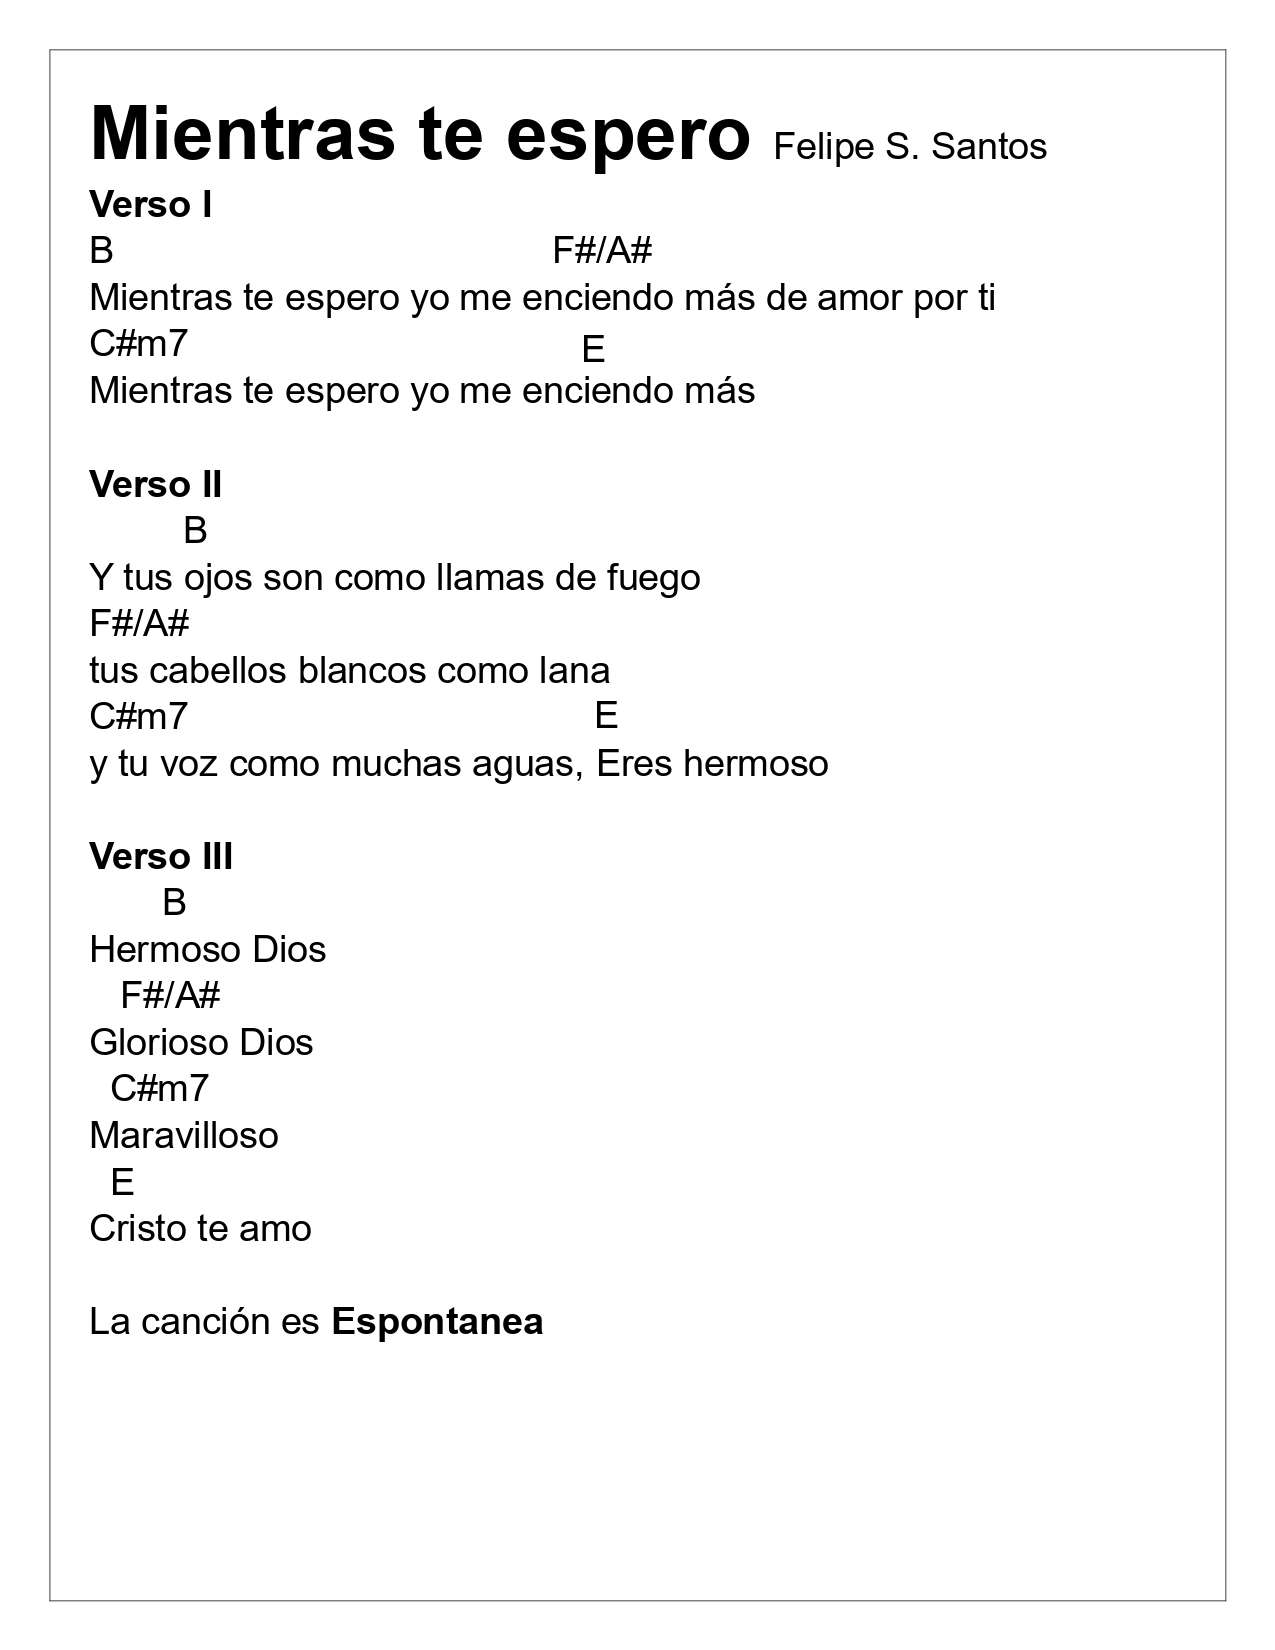 Mientras te espero Felipe S. Santos
Verso I
B F#/A#
Mientras te espero yo me enciendo más de amor por ti
C#m7 E
Mientras te espero yo me enciendo más
Verso II
B
Y tus ojos son como llamas de fuego
F#/A#
tus cabellos blancos como lana
C#m7 E
y tu voz como muchas aguas, Eres hermoso
Verso III
B
Hermoso Dios
F#/A#
Glorioso Dios
C#m7
Maravilloso
E
Cristo te amo
La canción es Espontanea